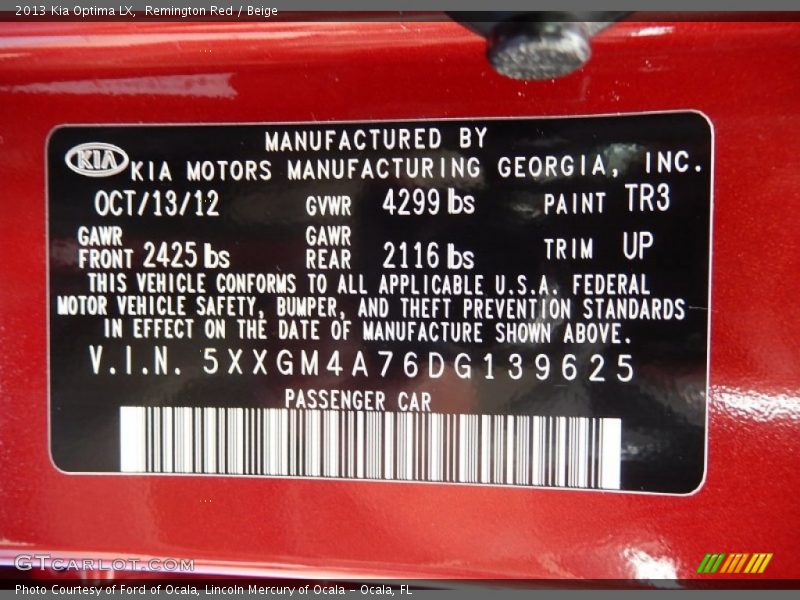 2013 Kia Optima LX, Remington Red / Beige
MANUFACTURED BY
KIA KIA MOTORS MANUFACTURING GEORGIA, INC.
OCT/13/12 GVWR 4299 lbs PAINT TR3
GAWR FRONT 2425 lbs GAWR REAR 2116 lbs TRIM UP
THIS VEHICLE CONFORMS TO ALL APPLICABLE U.S.A. FEDERAL
MOTOR VEHICLE SAFETY, BUMPER, AND THEFT PREVENTION STANDARDS
IN EFFECT ON THE DATE OF MANUFACTURE SHOWN ABOVE.
V.I.N. 5XXGM4A76DG139625
PASSENGER CAR
GTCARLOT.COM
Photo Courtesy of Ford of Ocala, Lincoln Mercury of Ocala - Ocala, FL